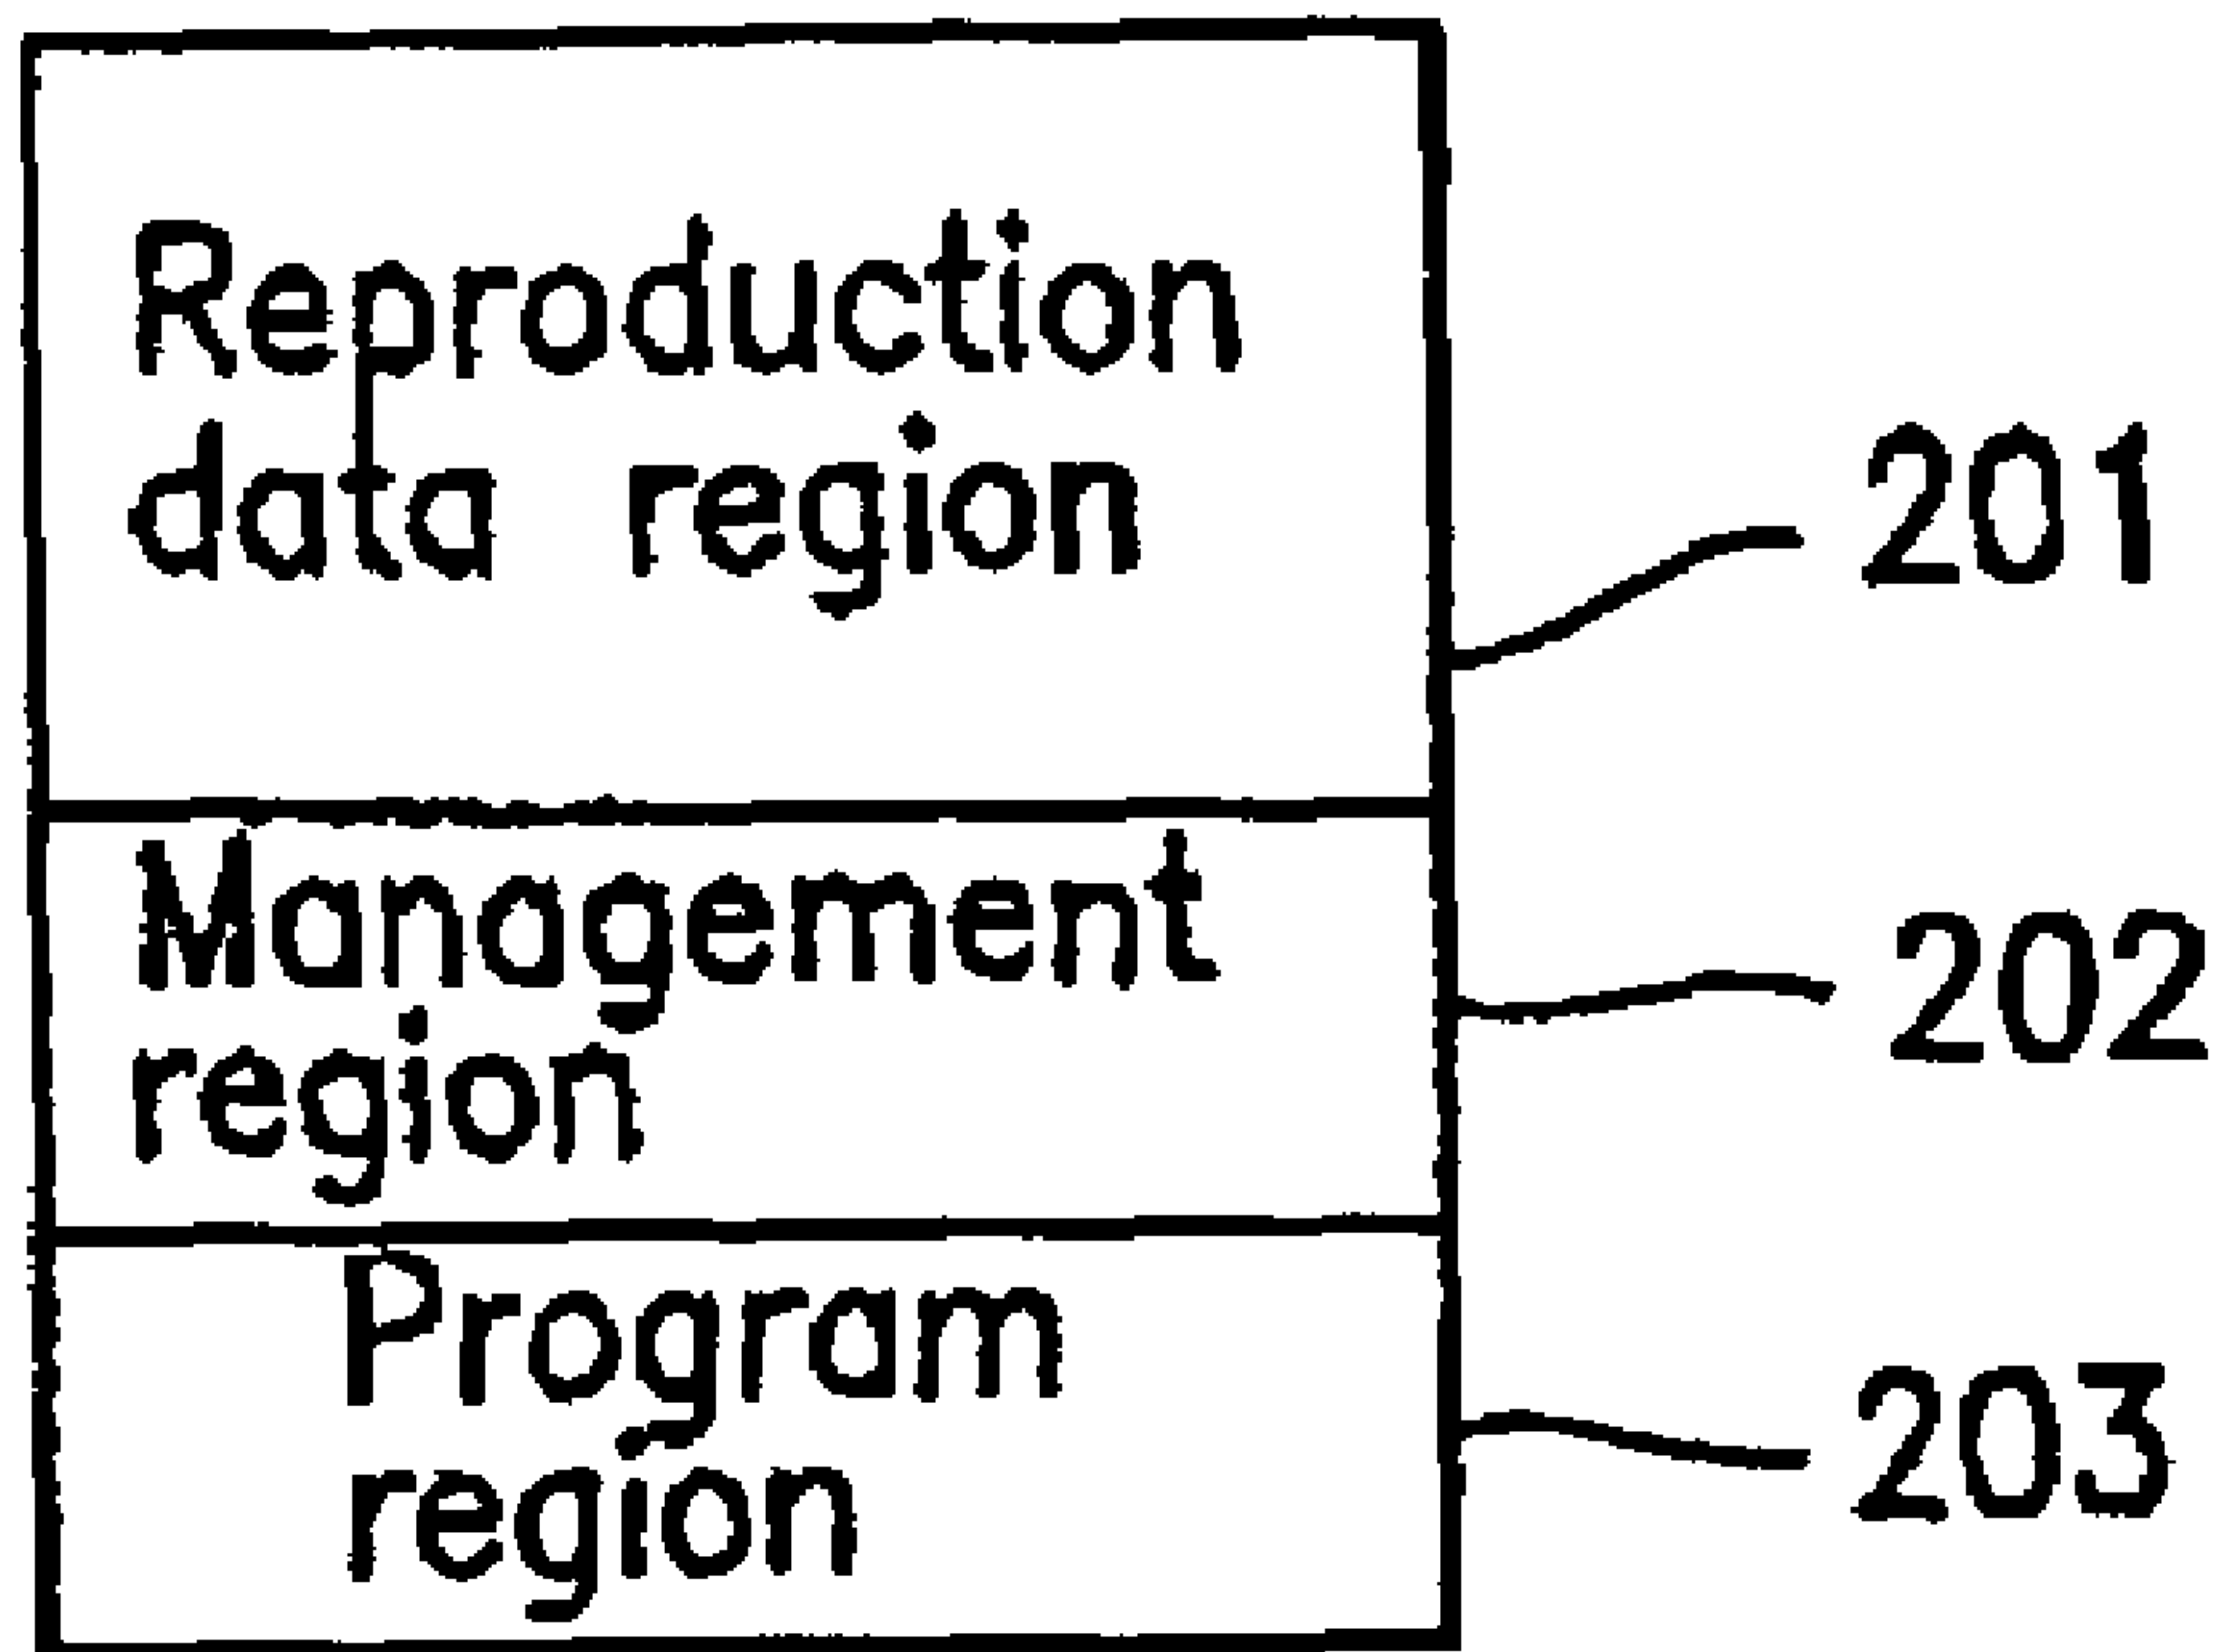 Reproduction
data region
201
Management
region
202
Program
region
203